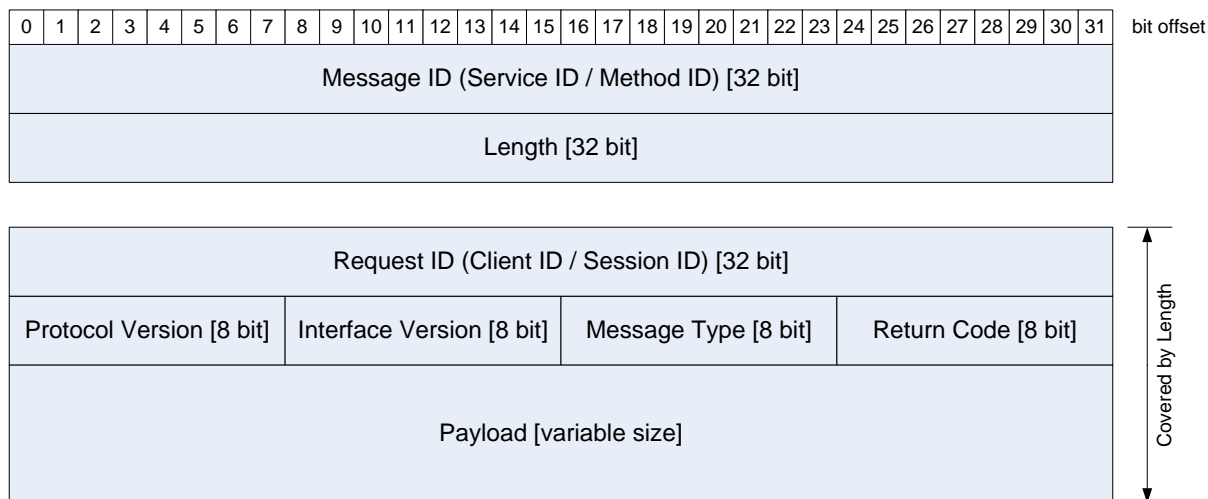 0 1 2 3 4 5 6 7 8 9 10 11 12 13 14 15 16 17 18 19 20 21 22 23 24 25 26 27 28 29 30 31 bit offset
Message ID (Service ID / Method ID) [32 bit]
Length [32 bit]
Request ID (Client ID / Session ID) [32 bit]
Protocol Version [8 bit] Interface Version [8 bit] Message Type [8 bit] Return Code [8 bit]
Payload [variable size]
Covered by Length